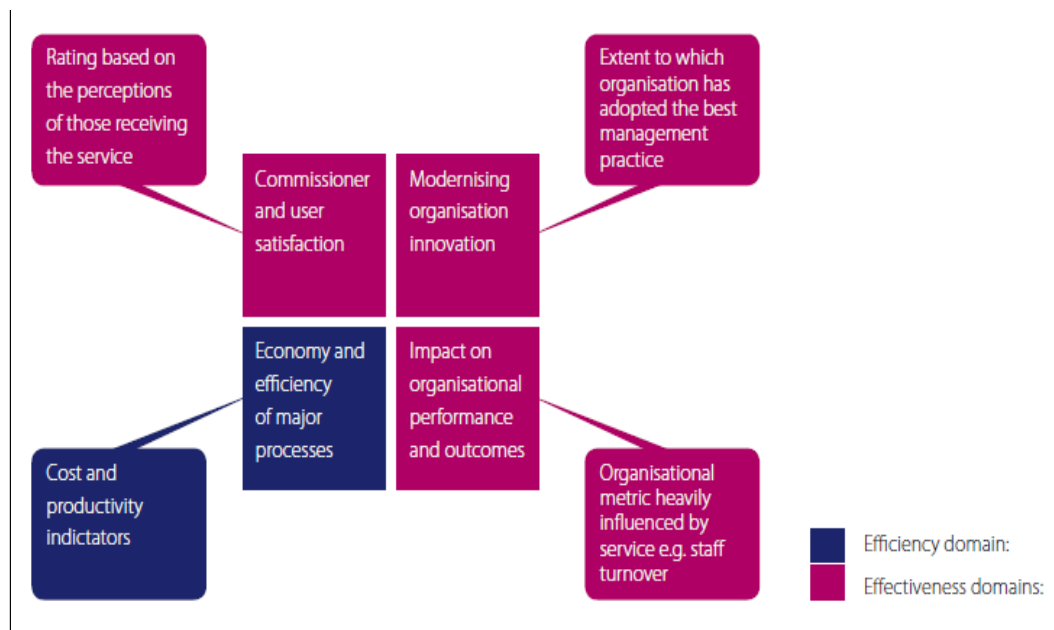 Rating based on
the perceptions
of those receiving
the service
Extent to which
organisation has
adopted the best
management
practice
Commissioner
and user
satisfaction
Modernising
organisation
innovation
Economy and
efficiency
of major
processes
Impact on
organisational
performance
and outcomes
Cost and
productivity
indictators
Organisational
metric heavily
influenced by
service e.g. staff
turnover
Efficiency domain:
Effectiveness domains: